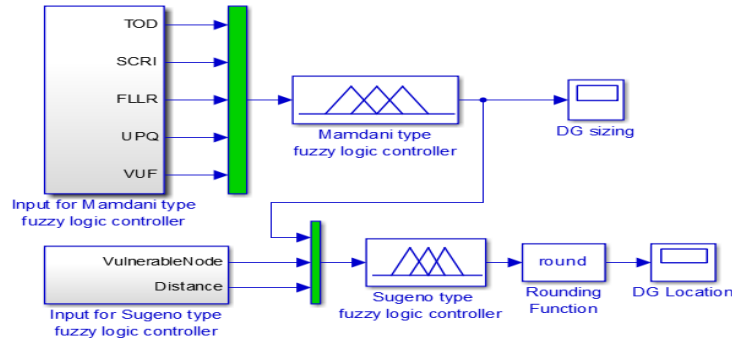 TOD
SCRI
FLLR
UPQ
VUF
Input for Mamdani type
fuzzy logic controller
Mamdani type
fuzzy logic controller
DG sizing
VulnerableNode
Distance
Input for Sugeno type
fuzzy logic controller
Sugeno type
fuzzy logic controller
round
Rounding
Function
DG Location